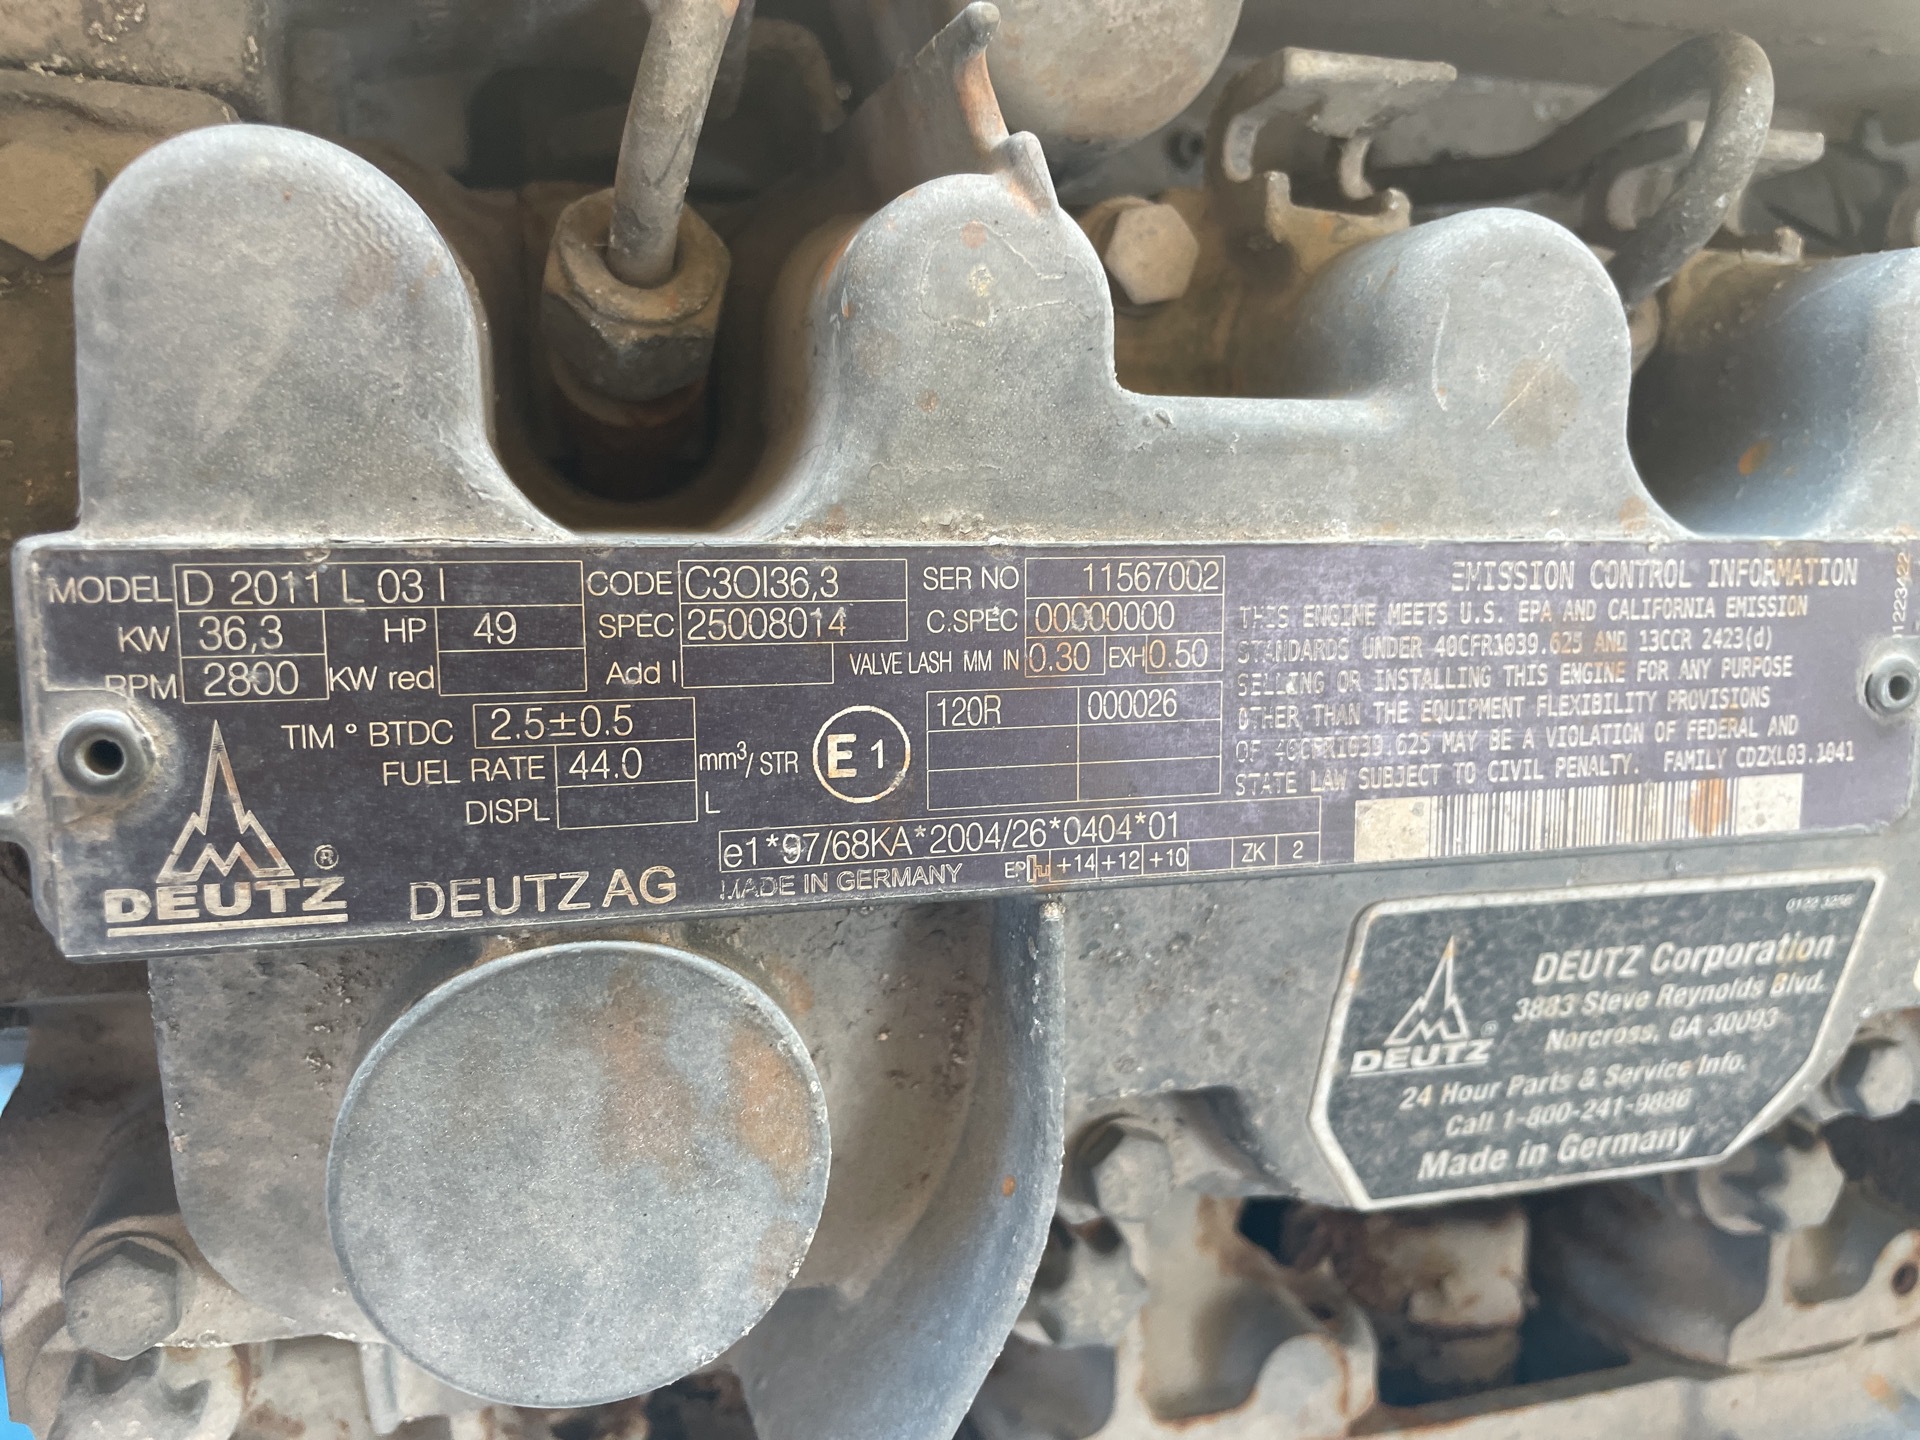 MODEL D 2011 L 03 I CODE C3OI36,3 SER NO 11567002
KW 36,3 HP 49 SPEC 25008014 C.SPEC 00000000
RPM 2800 KW red Add I VALVE LASH MM IN 0.30 EXH 0.50
TIM ° BTDC 2.5±0.5
FUEL RATE 44.0 mm³/STR
DISPL L
E1
120R 000026
e1*97/68KA*2004/26*0404*01
MADE IN GERMANY EP +14 +12 +10 ZK 2
DEUTZ ®
DEUTZ AG
EMISSION CONTROL INFORMATION
THIS ENGINE MEETS U.S. EPA AND CALIFORNIA EMISSION
STANDARDS UNDER 40CFR1039.625 AND 13CCR 2423(d)
SELLING OR INSTALLING THIS ENGINE FOR ANY PURPOSE
OTHER THAN THE EQUIPMENT FLEXIBILITY PROVISIONS
OF 40CFR1039.625 MAY BE A VIOLATION OF FEDERAL AND
STATE LAW SUBJECT TO CIVIL PENALTY. FAMILY CDZXL03.1041
DEUTZ ®
DEUTZ Corporation
3883 Steve Reynolds Blvd.
Norcross, GA 30093
24 Hour Parts & Service Info.
Call 1-800-241-9886
Made in Germany